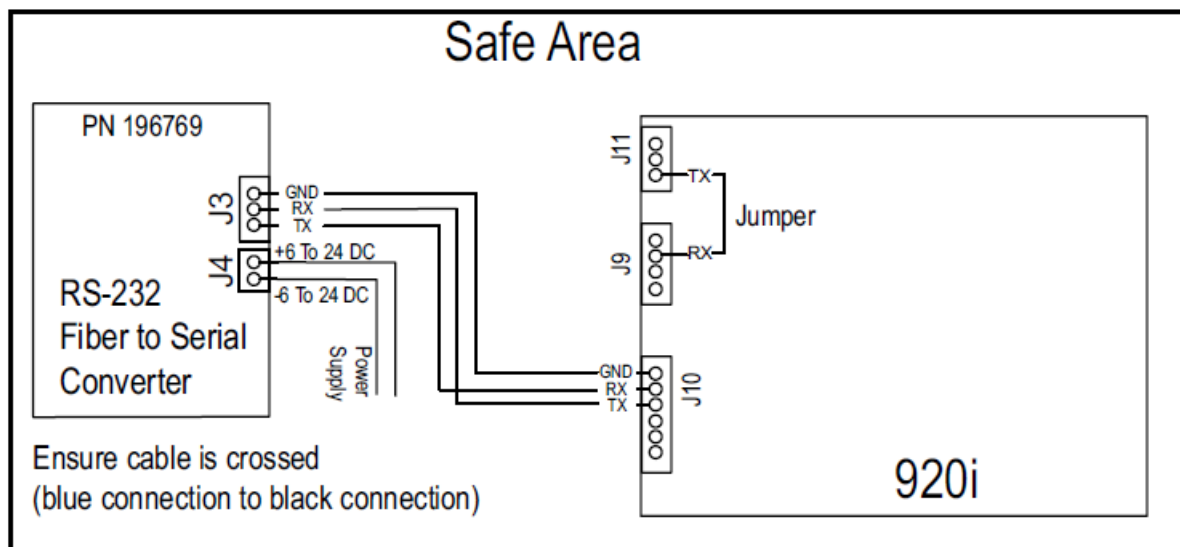 Safe Area
PN 196769
J3
GND
RX
TX
J4
+6 To 24 DC
-6 To 24 DC
Power
Supply
RS-232
Fiber to Serial
Converter
Ensure cable is crossed
(blue connection to black connection)
J11
TX
Jumper
J9
RX
GND
RX
TX
J10
920i